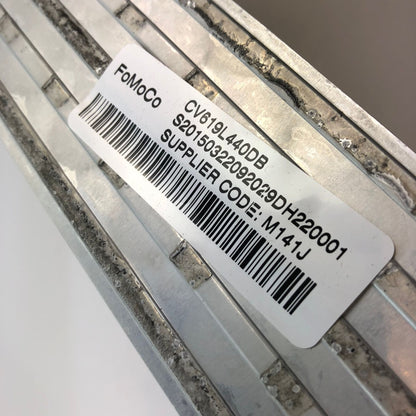 FoMoCo
CV619L440DB
S20150322092029DH220001
SUPPLIER CODE: M141J